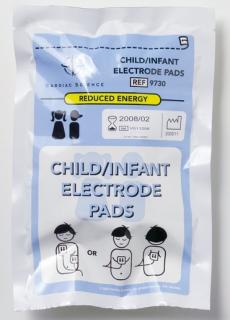 CHILD/INFANT
ELECTRODE PADS
REF 9730
CARDIAC SCIENCE
REDUCED ENERGY
2008/02
CHILD/INFANT
ELECTRODE
PADS
OR